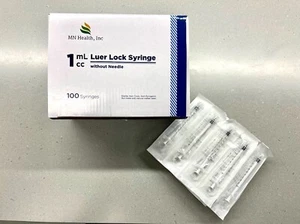 MN Health, Inc
1 mL
cc
Luer Lock Syringe
without Needle
100 Syringes